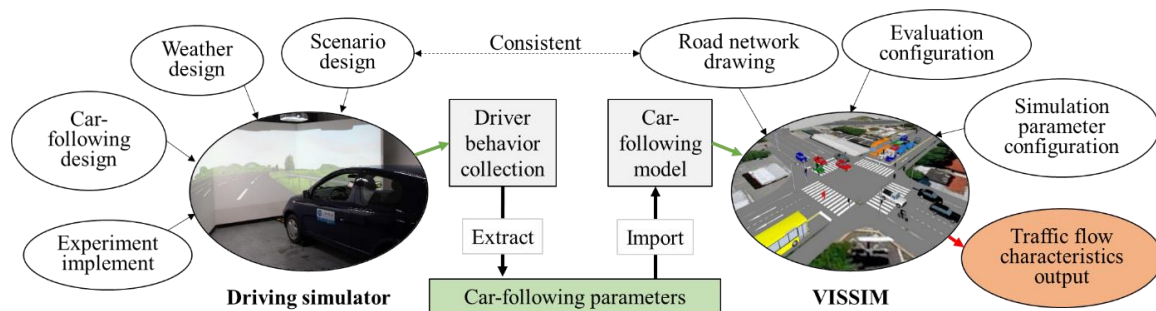 Weather
design
Scenario
design
Consistent
Road network
drawing
Evaluation
configuration
Car-
following
design
Driver
behavior
collection
Car-
following
model
Simulation
parameter
configuration
Experiment
implement
Extract
Import
Traffic flow
characteristics
output
Driving simulator
Car-following parameters
VISSIM